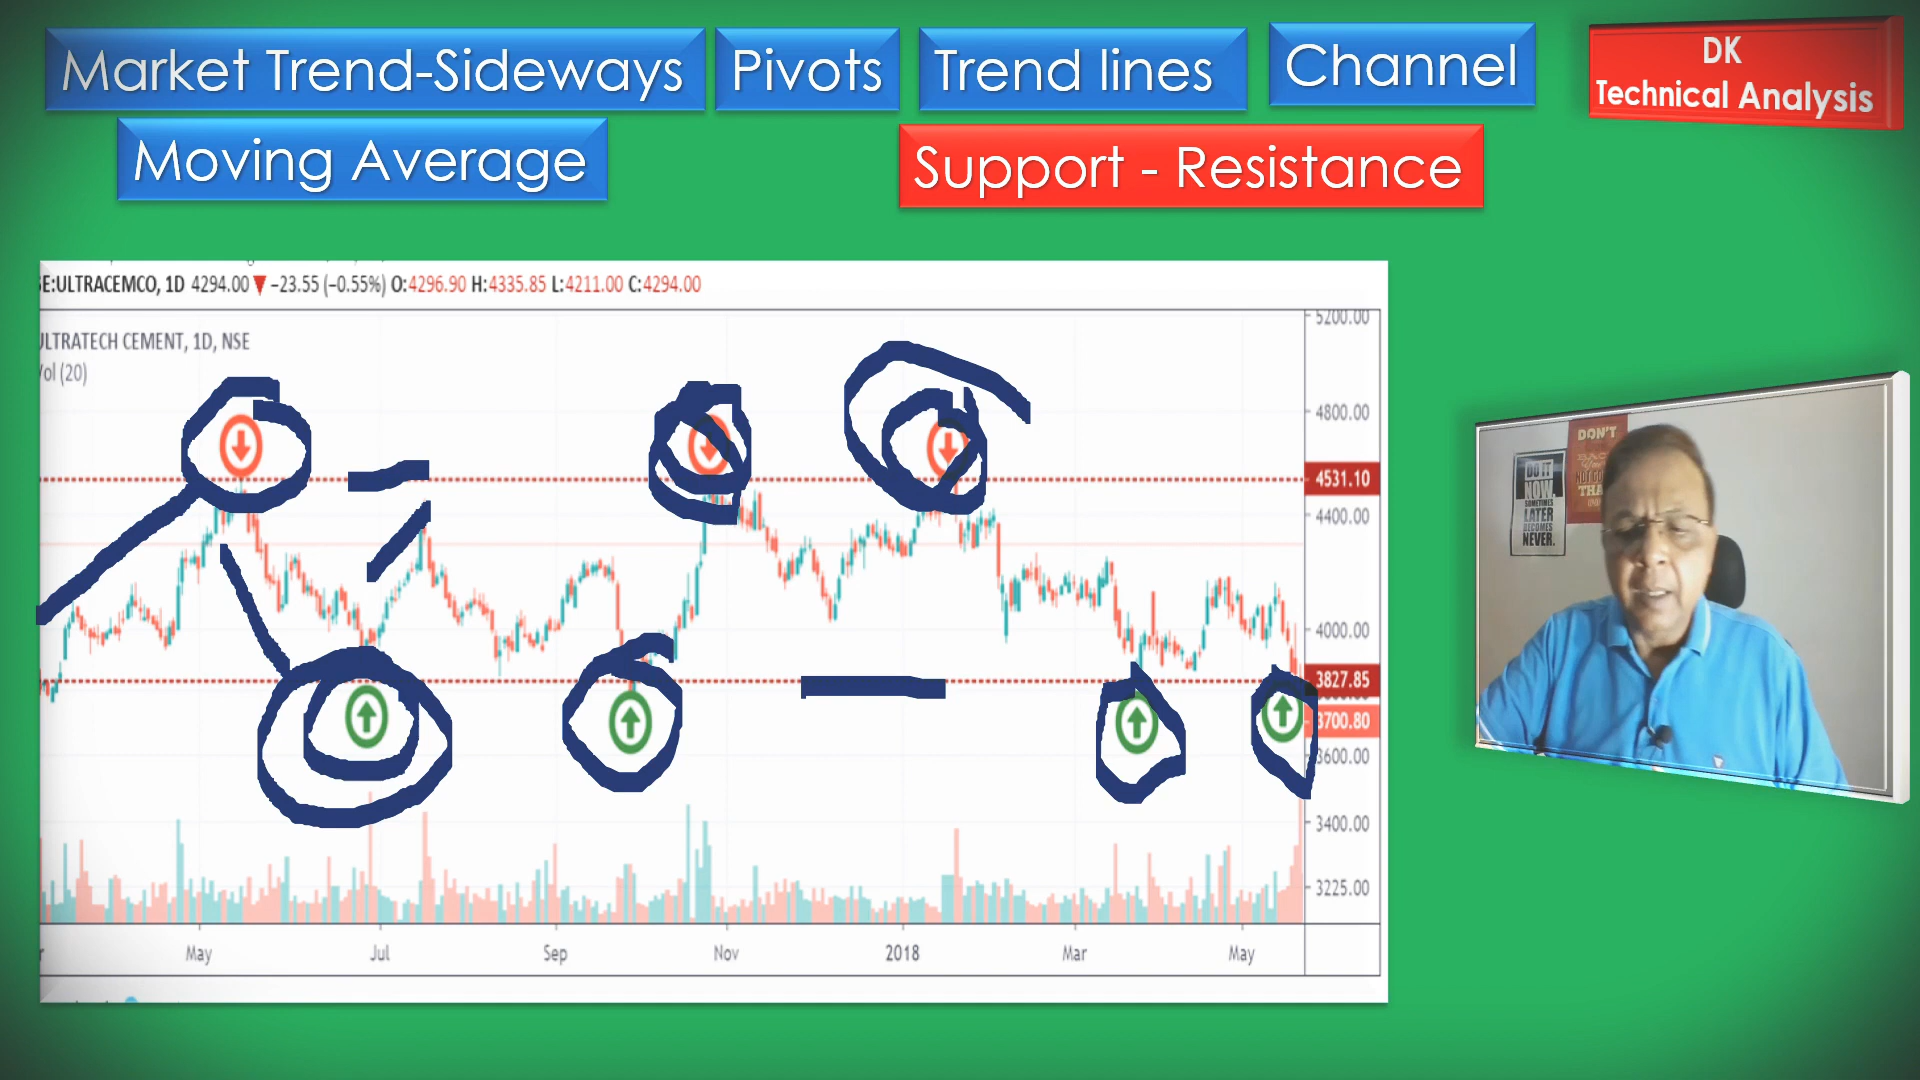 Market Trend-Sideways
Pivots
Trend lines
Channel
DK
Technical Analysis
Moving Average
Support - Resistance
E:ULTRACEMCO, 1D 4294.00 ▼ −23.55 (−0.55%) O:4296.90 H:4335.85 L:4211.00 C:4294.00
ULTRATECH CEMENT, 1D, NSE
Vol (20)
5200.00
4800.00
4531.10
4400.00
4000.00
3827.85
3700.80
3600.00
3400.00
3225.00
May Jul Sep Nov 2018 Mar May
DO IT
NOW.
SOMETIMES
LATER
BECOMES
NEVER.
DON'T